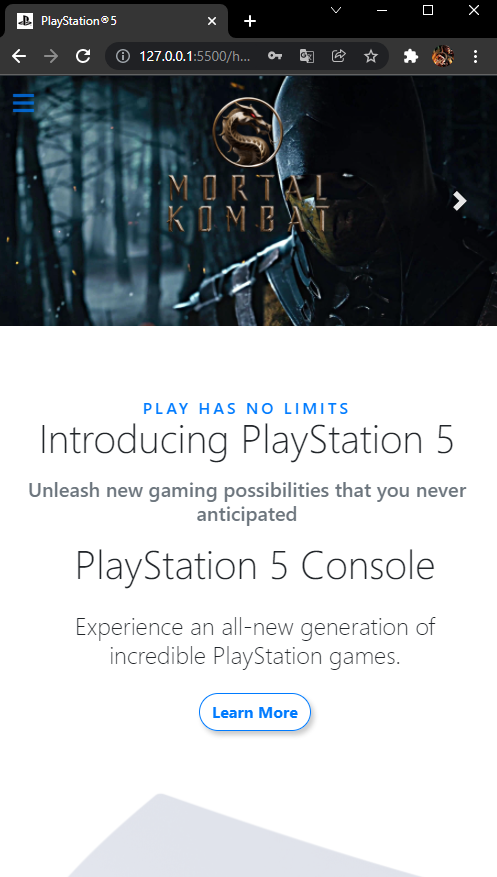 PlayStation®5
127.0.0.1:5500/h...
MORTAL
KOMBAT
PLAY HAS NO LIMITS
Introducing PlayStation 5
Unleash new gaming possibilities that you never
anticipated
PlayStation 5 Console
Experience an all-new generation of
incredible PlayStation games.
Learn More